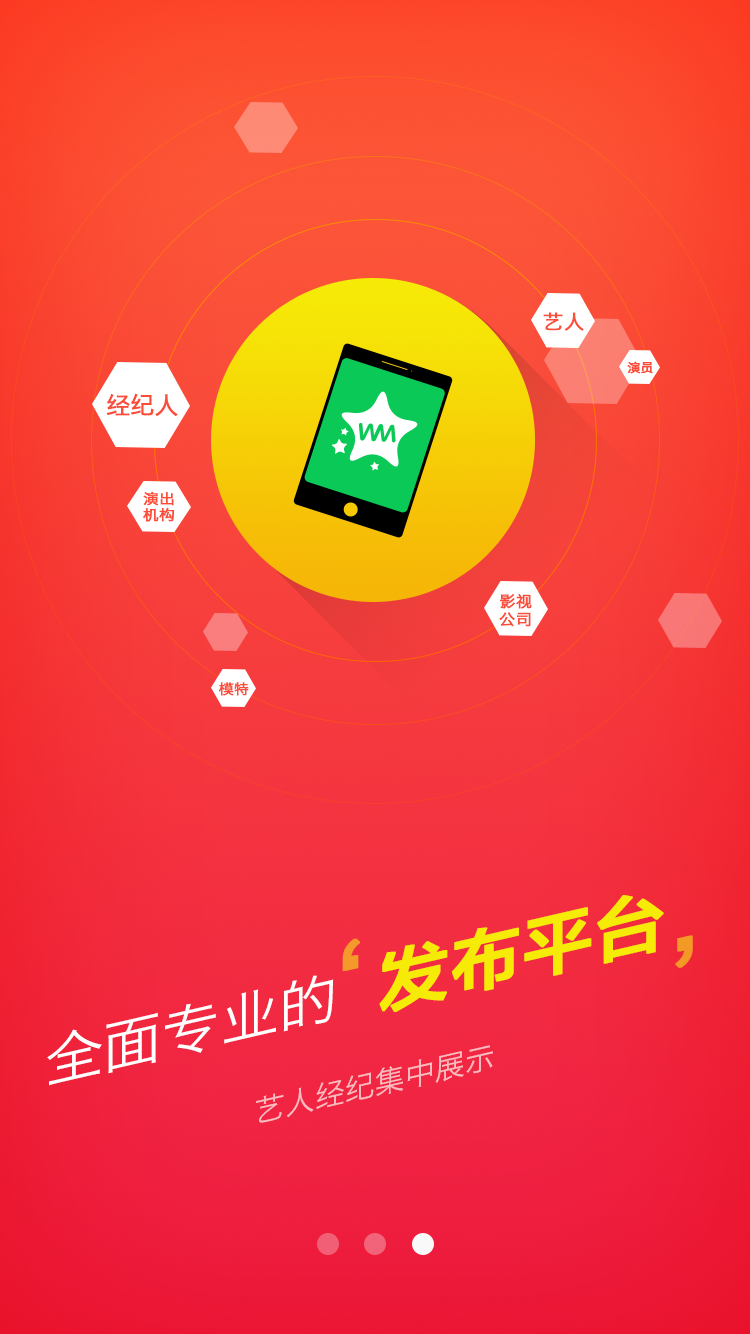 艺人
演员
经纪人
演出
机构
影视
公司
模特
全面专业的‘发布平台’
艺人经纪集中展示